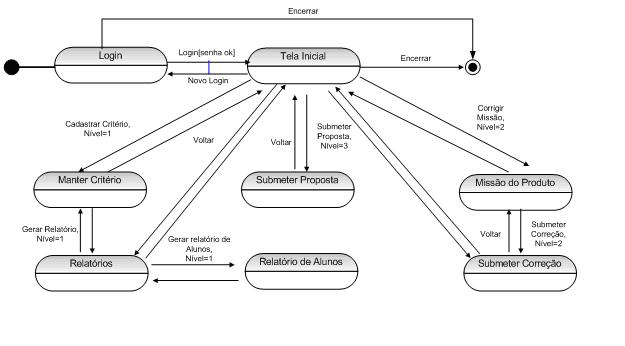 Encerrar
Login
Login[senha ok]
Novo Login
Tela Inicial
Encerrar
Cadastrar Critério,
Nível=1
Voltar
Voltar
Submeter
Proposta,
Nível=3
Corrigir
Missão,
Nível=2
Manter Critério
Submeter Proposta
Missão do Produto
Gerar Relatório,
Nível=1
Gerar relatório de
Alunos,
Nível=1
Voltar
Submeter
Correção,
Nível=2
Relatórios
Relatório de Alunos
Submeter Correção